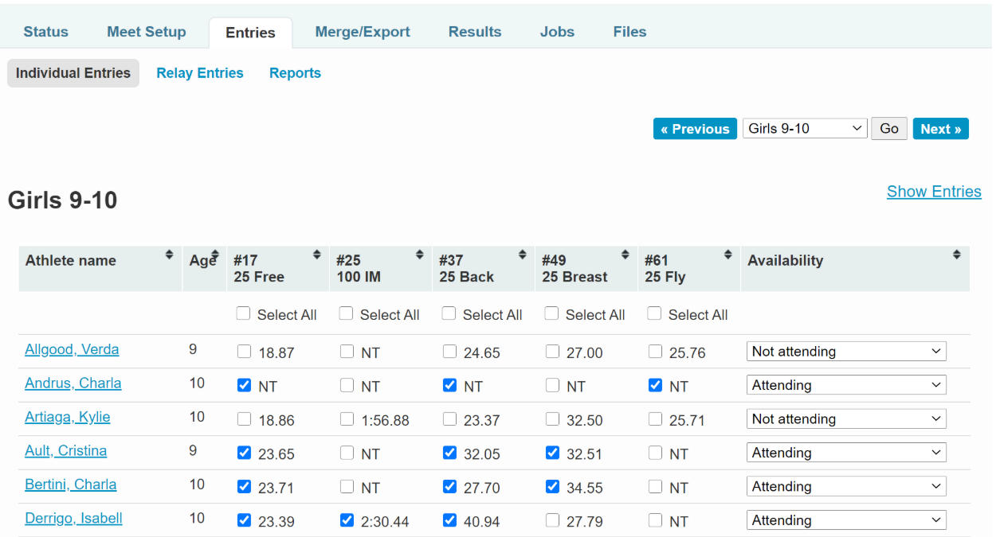 Status Meet Setup Entries Merge/Export Results Jobs Files
Individual Entries Relay Entries Reports
« Previous Girls 9-10 Go Next »
Show Entries
Girls 9-10
Athlete name Age #17 25 Free #25 100 IM #37 25 Back #49 25 Breast #61 25 Fly Availability
Select All Select All Select All Select All Select All
Allgood, Verda 9 18.87 NT 24.65 27.00 25.76 Not attending
Andrus, Charla 10 NT NT NT NT NT Attending
Artiaga, Kylie 10 18.86 1:56.88 23.37 32.50 25.71 Not attending
Ault, Cristina 9 23.65 NT 32.05 32.51 NT Attending
Bertini, Charla 10 23.71 NT 27.70 34.55 NT Attending
Derrigo, Isabell 10 23.39 2:30.44 40.94 27.79 NT Attending